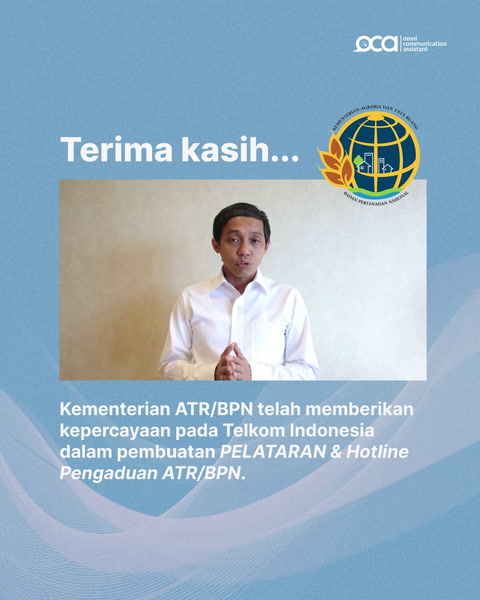 oca
omni
communication
assistant
KEMENTERIAN AGRARIA DAN TATA RUANG
Terima kasih...
BADAN PERTANAHAN NASIONAL
Kementerian ATR/BPN telah memberikan
kepercayaan pada Telkom Indonesia
dalam pembuatan PELATARAN & Hotline
Pengaduan ATR/BPN.